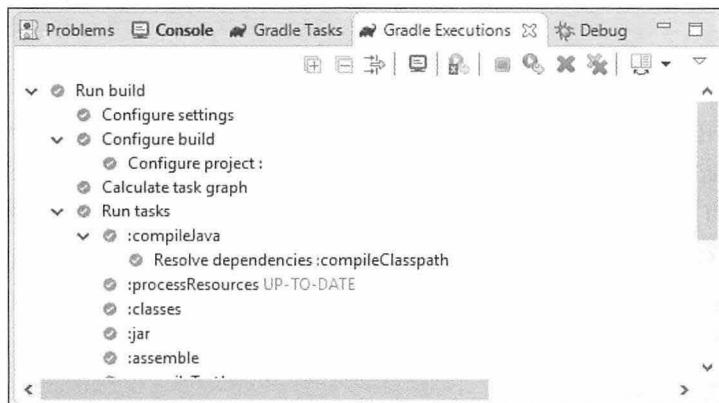 Problems Console Gradle Tasks Gradle Executions Debug
Run build
Configure settings
Configure build
Configure project :
Calculate task graph
Run tasks
:compileJava
Resolve dependencies :compileClasspath
:processResources UP-TO-DATE
:classes
:jar
:assemble